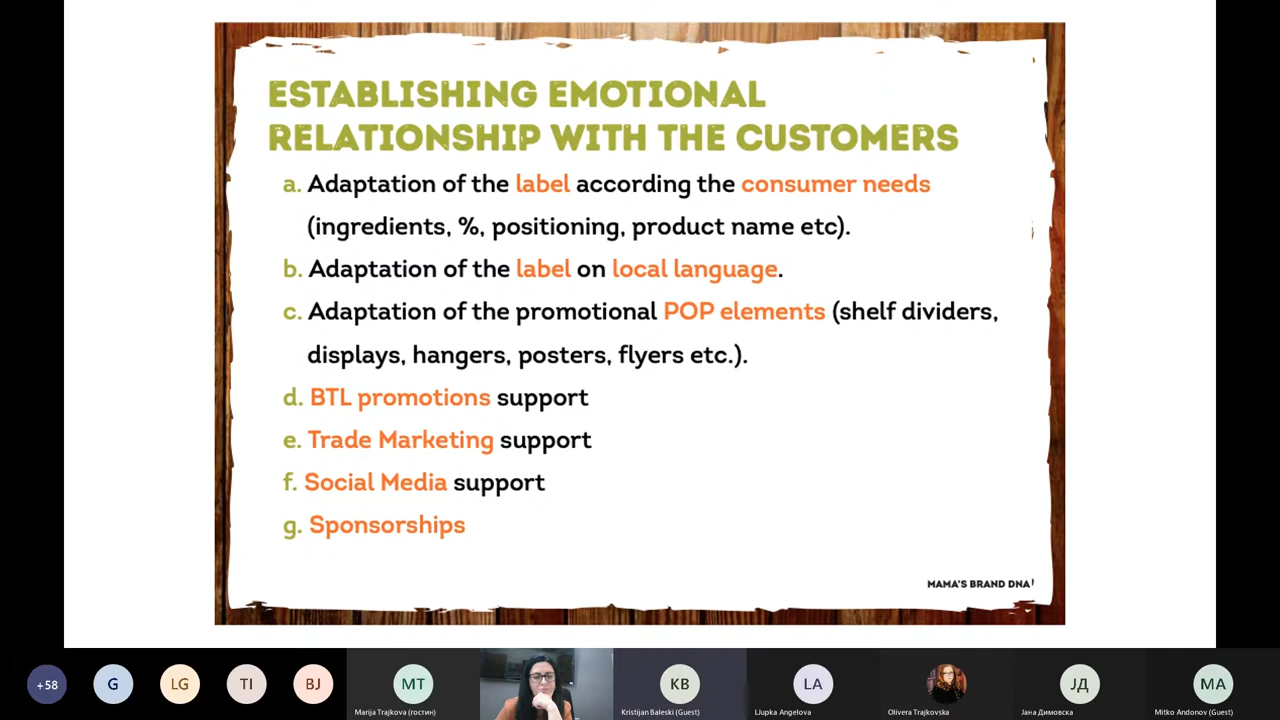 ESTABLISHING EMOTIONAL
RELATIONSHIP WITH THE CUSTOMERS
a. Adaptation of the label according the consumer needs
(ingredients, %, positioning, product name etc).
b. Adaptation of the label on local language.
c. Adaptation of the promotional POP elements (shelf dividers,
displays, hangers, posters, flyers etc.).
d. BTL promotions support
e. Trade Marketing support
f. Social Media support
g. Sponsorships
MAMA'S BRAND DNA
+58 G LG TI BJ MT KB LA ЈД MA
Marija Trajkova (гостин) Kristijan Baleski (Guest) LJupka Angelova Olivera Trajkovska Јана Димовска Mitko Andonov (Guest)